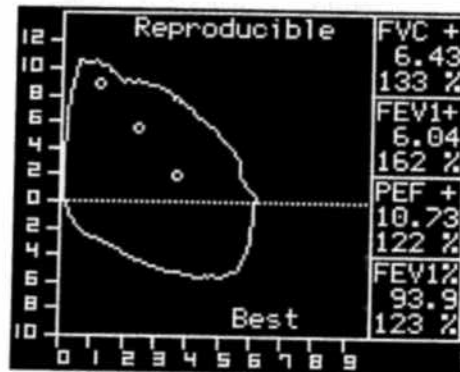 Reproducible
12
10
8
6
4
2
0
2
4
6
8
10
0 1 2 3 4 5 6 7 8 9
Best
FVC +
6.43
133 %
FEV1+
6.04
162 %
PEF +
10.73
122 %
FEV1%
93.9
123 %